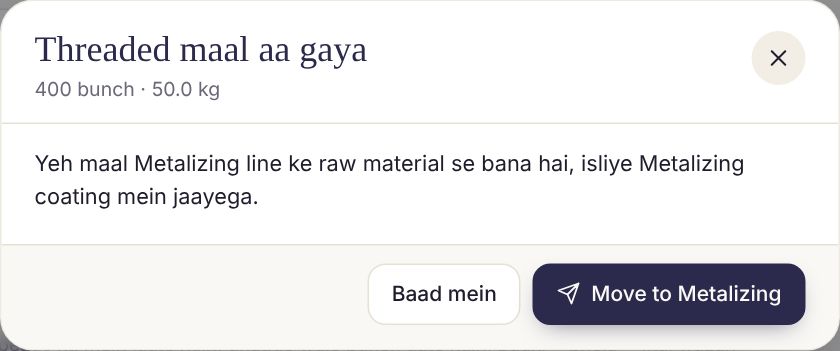 Threaded maal aa gaya
400 bunch · 50.0 kg
Yeh maal Metalizing line ke raw material se bana hai, isliye Metalizing
coating mein jaayega.
Baad mein
Move to Metalizing